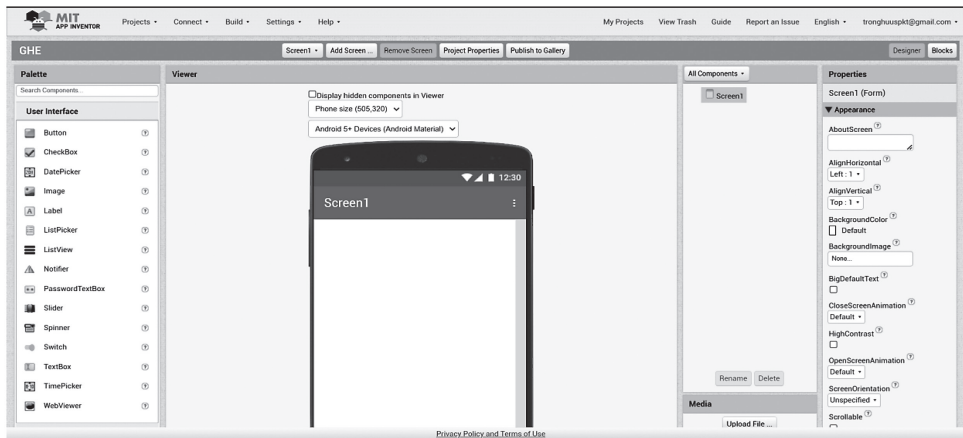 MIT
APP INVENTOR
Projects Connect Build Settings Help My Projects View Trash Guide Report an Issue English tronghuuspkt@gmail.com
GHE Screen1 Add Screen ... Remove Screen Project Properties Publish to Gallery Designer Blocks
Palette
Search Components...
User Interface
Button
CheckBox
DatePicker
Image
Label
ListPicker
ListView
Notifier
PasswordTextBox
Slider
Spinner
Switch
TextBox
TimePicker
WebViewer
Viewer
Display hidden components in Viewer
Phone size (505,320)
Android 5+ Devices (Android Material)
12:30
Screen1
All Components
Screen1
Rename Delete
Media
Upload File ...
Properties
Screen1 (Form)
Appearance
AboutScreen
AlignHorizontal
Left : 1
AlignVertical
Top : 1
BackgroundColor
Default
BackgroundImage
None...
BigDefaultText
CloseScreenAnimation
Default
HighContrast
OpenScreenAnimation
Default
ScreenOrientation
Unspecified
Scrollable
Privacy Policy and Terms of Use